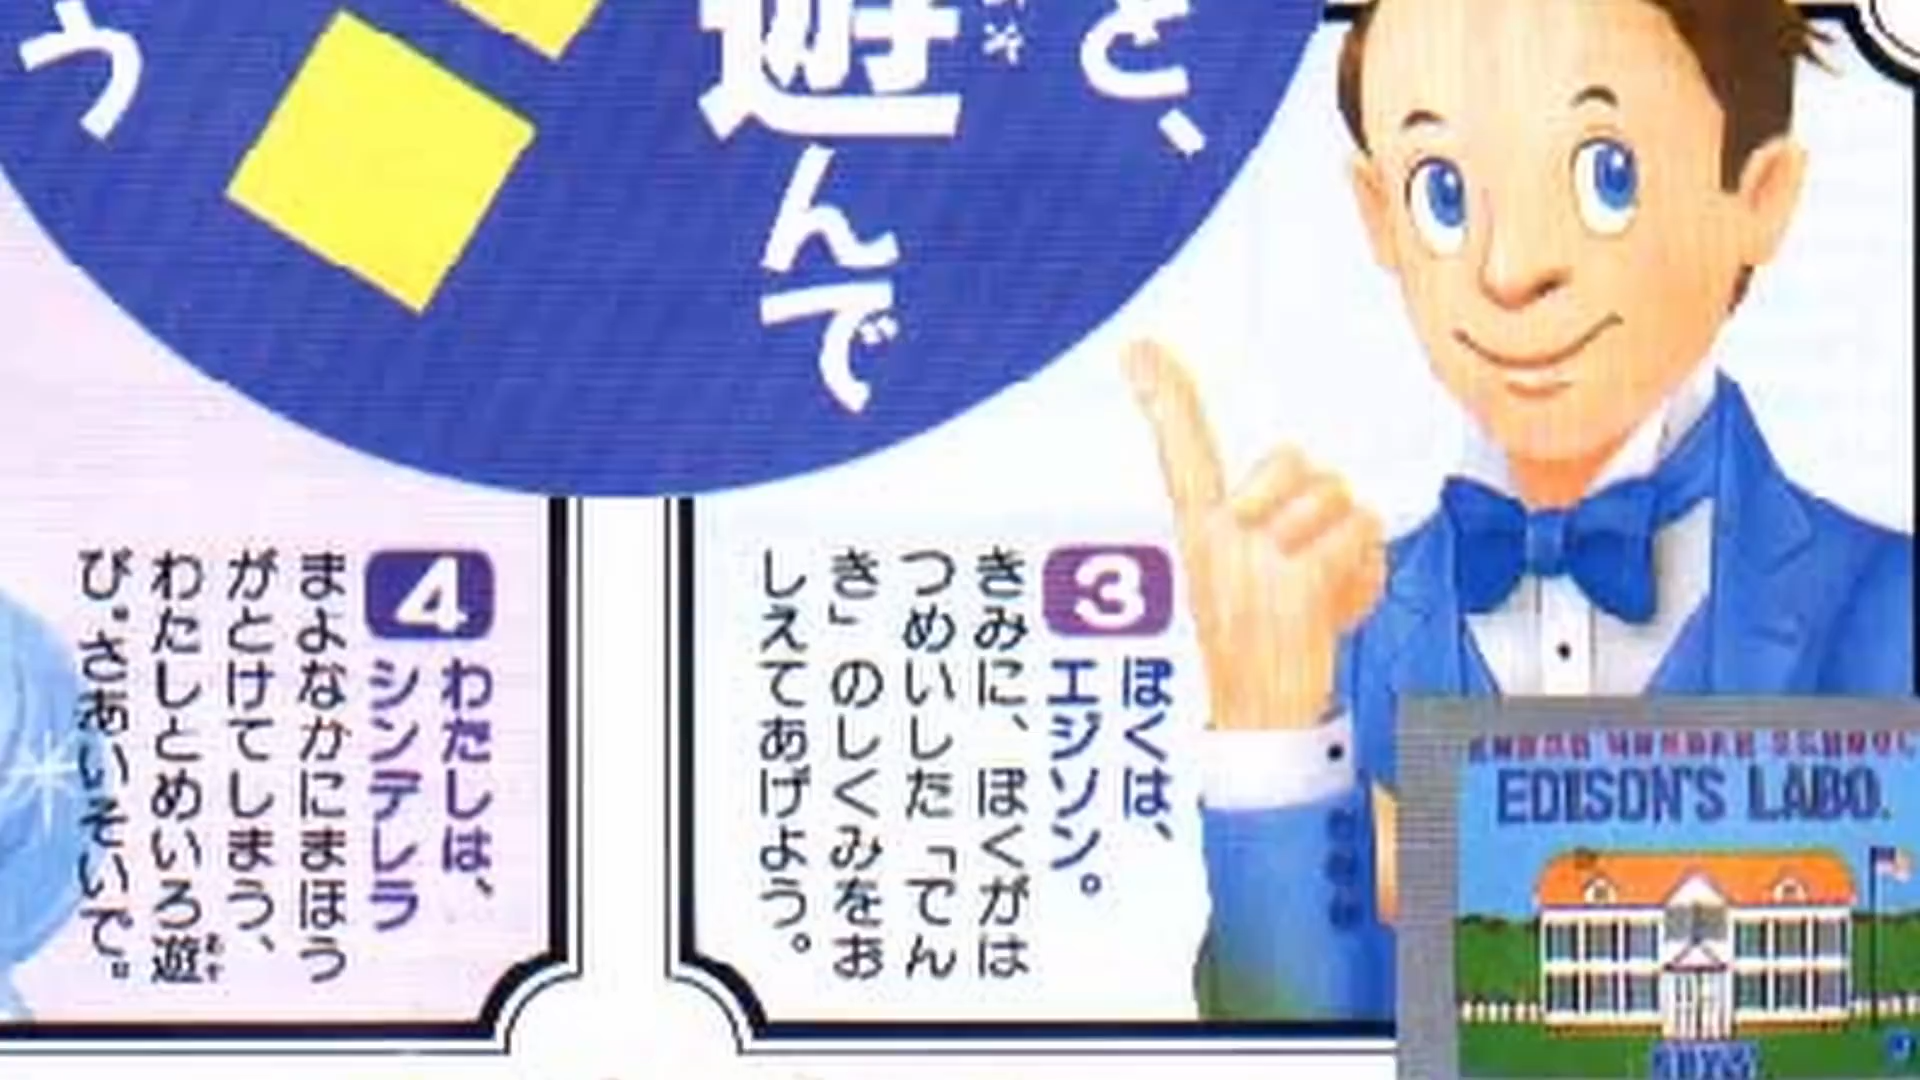 と、
遊んで
う
3
ぼくは、
エジソン。
きみに、ぼくがは
つめいした「でん
き」のしくみをお
しえてあげよう。
4
わたしは、
シンデレラ
まよなかにまほう
がとけてしまう、
わたしとめいろ遊
び。さあいそいで。
EDISON'S LABO.